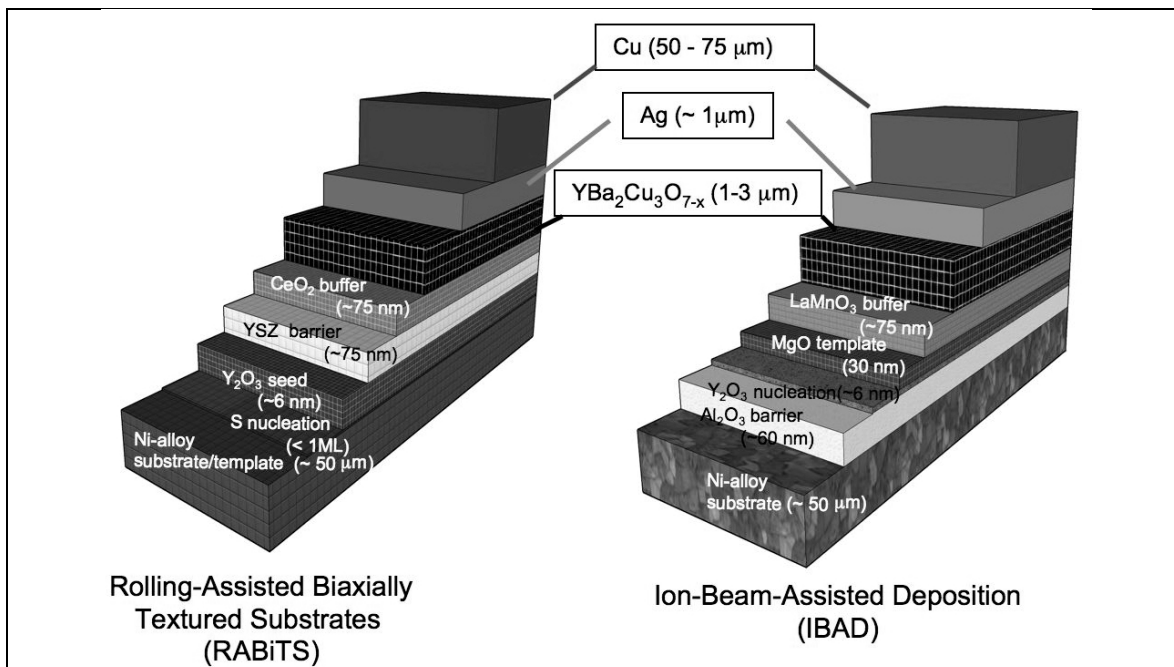 Cu (50 - 75 μm)
Ag (~ 1μm)
YBa₂Cu₃O₇₋ₓ (1-3 μm)
CeO₂ buffer
(~75 nm)
YSZ barrier
(~75 nm)
Y₂O₃ seed
(~6 nm)
S nucleation
(< 1ML)
Ni-alloy
substrate/template
(~ 50 μm)
Rolling-Assisted Biaxially
Textured Substrates
(RABiTS)
LaMnO₃ buffer
(~75 nm)
MgO template
(30 nm)
Y₂O₃ nucleation(~6 nm)
Al₂O₃ barrier
(~60 nm)
Ni-alloy
substrate (~ 50 μm)
Ion-Beam-Assisted Deposition
(IBAD)